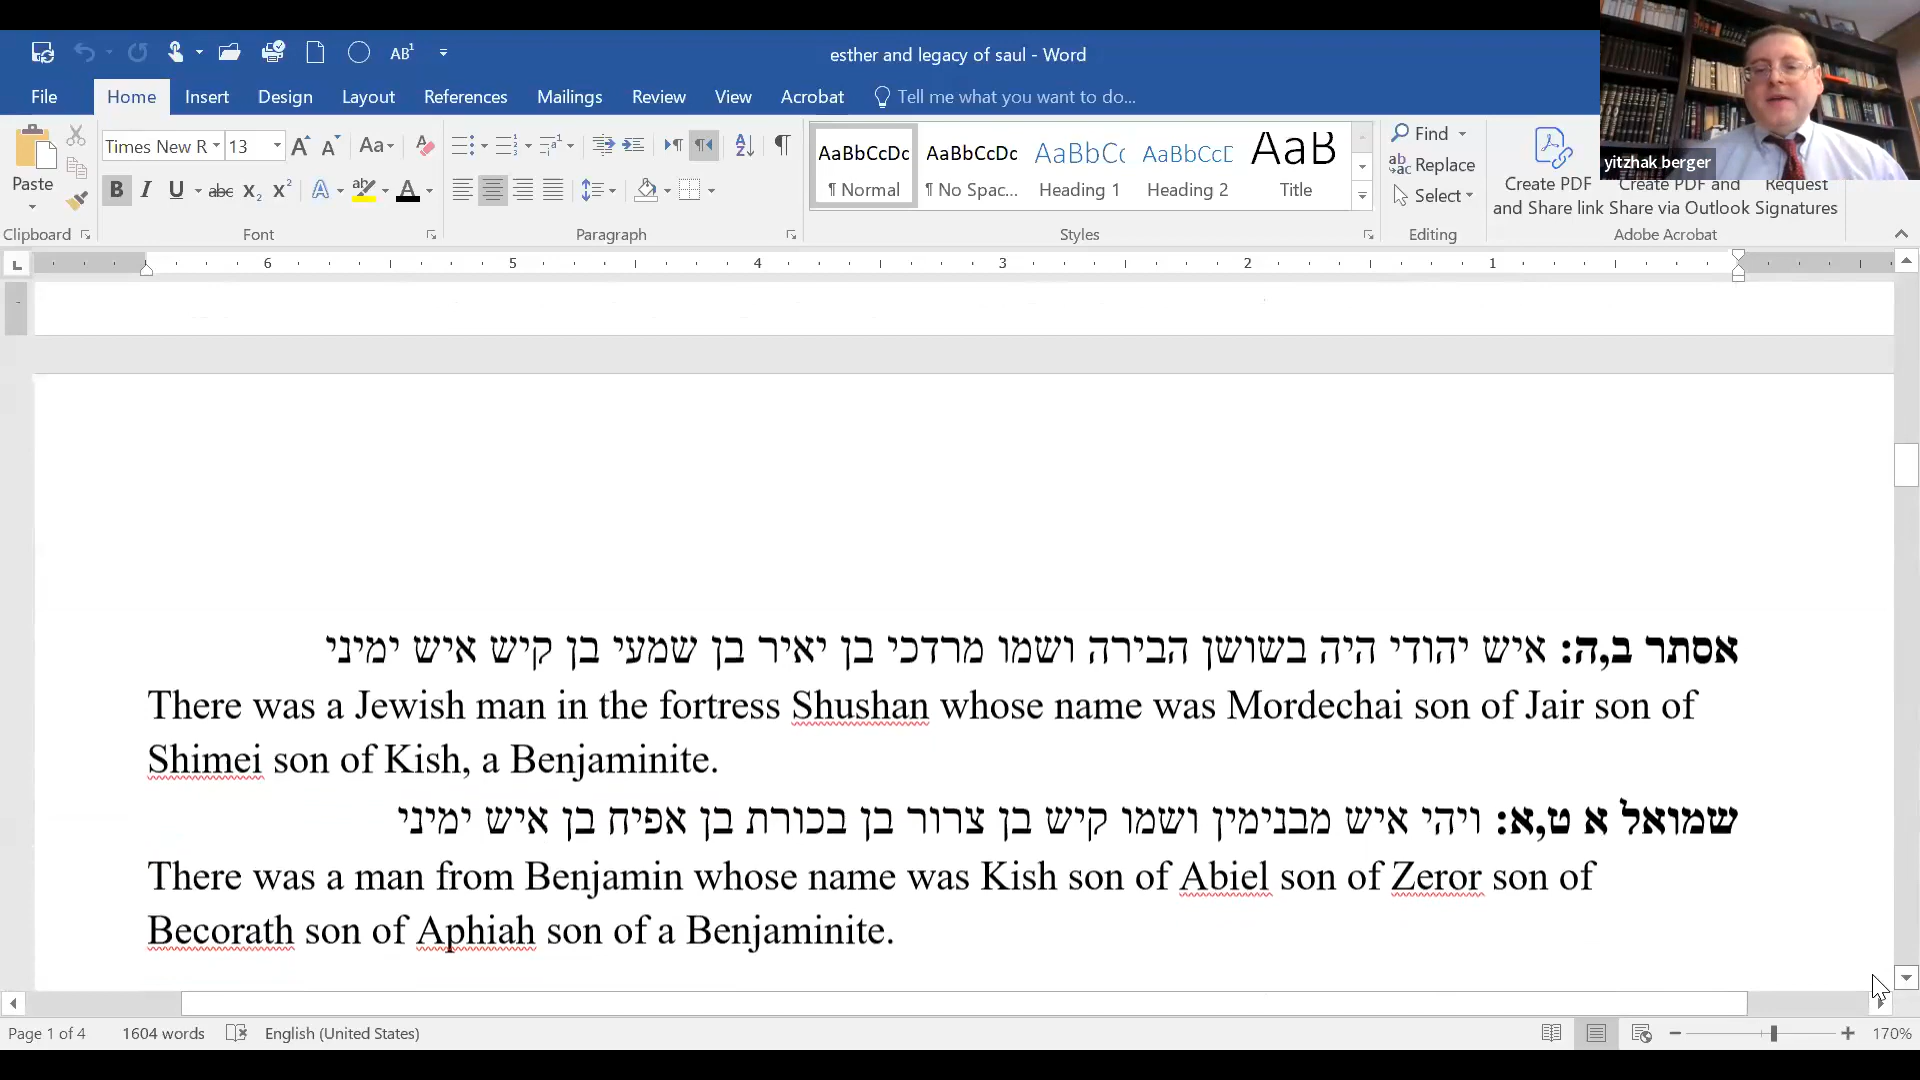 esther and legacy of saul - Word
File Home Insert Design Layout References Mailings Review View Acrobat Tell me what you want to do...
Paste
Clipboard
Times New R 13
Font
Paragraph
AaBbCcDc AaBbCcDc AaBbCc AaBbCcD AaB
¶ Normal ¶ No Spac... Heading 1 Heading 2 Title
Styles
Find
Replace
Select
Editing
Create PDF and Share link
Create PDF and Share via Outlook
Request Signatures
Adobe Acrobat
yitzhak berger
6 5 4 3 2 1
אסתר ב,ה: איש יהודי היה בשושן הבירה ושמו מרדכי בן יאיר בן שמעי בן קיש איש ימיני
There was a Jewish man in the fortress Shushan whose name was Mordechai son of Jair son of
Shimei son of Kish, a Benjaminite.
שמואל א ט,א: ויהי איש מבנימין ושמו קיש בן צרור בן בכורת בן אפיח בן איש ימיני
There was a man from Benjamin whose name was Kish son of Abiel son of Zeror son of
Becorath son of Aphiah son of a Benjaminite.
Page 1 of 4 1604 words English (United States) 170%